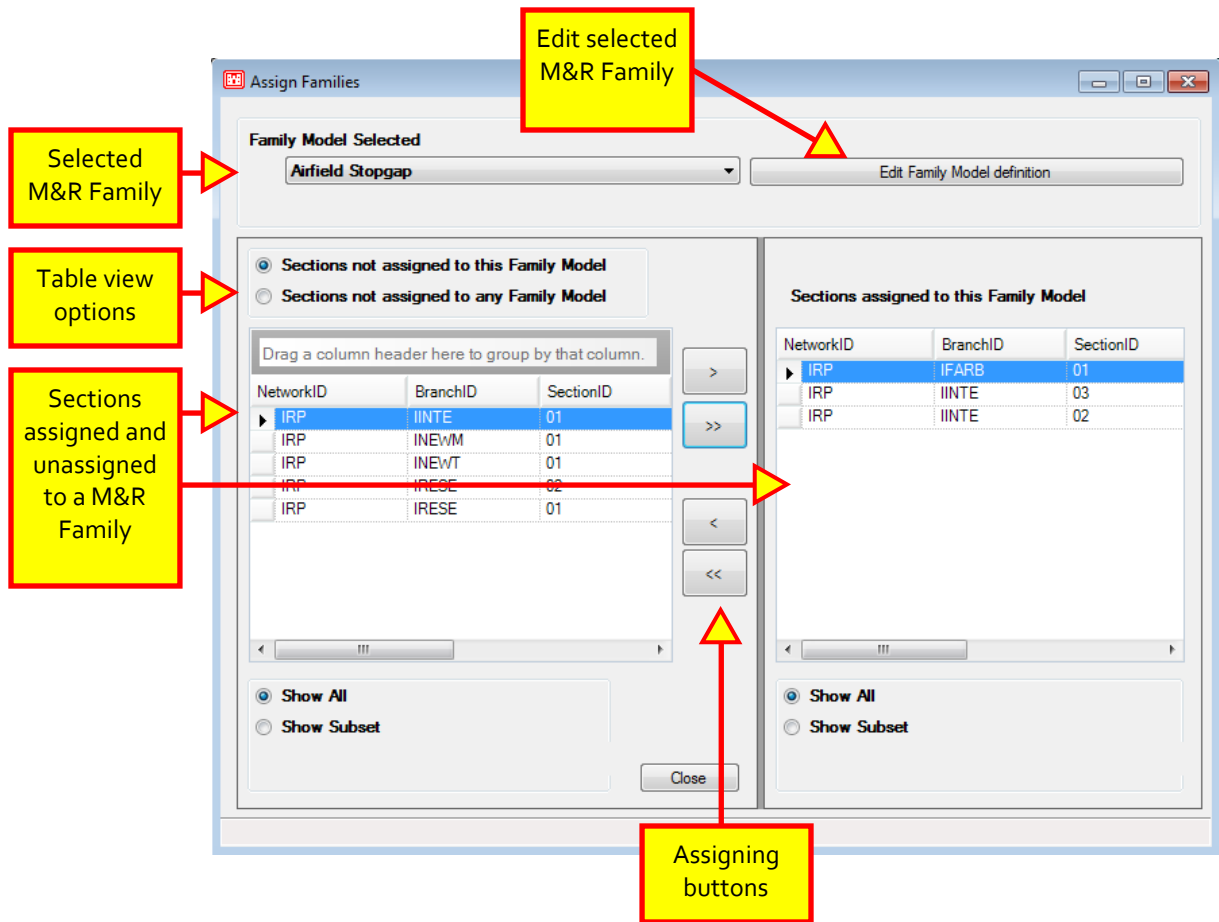 Edit selected
M&R Family
Assign Families
Selected
M&R Family
Family Model Selected
Airfield Stopgap
Edit Family Model definition
Table view
options
Sections not assigned to this Family Model
Sections not assigned to any Family Model
Sections assigned to this Family Model
Sections
assigned and
unassigned
to a M&R
Family
Drag a column header here to group by that column.
NetworkID BranchID SectionID
IRP IINTE 01
IRP INEWM 01
IRP INEWT 01
IRP IRESE 02
IRP IRESE 01
>
>>
<
<<
NetworkID BranchID SectionID
IRP IFARB 01
IRP IINTE 03
IRP IINTE 02
Show All
Show Subset
Close
Show All
Show Subset
Assigning
buttons